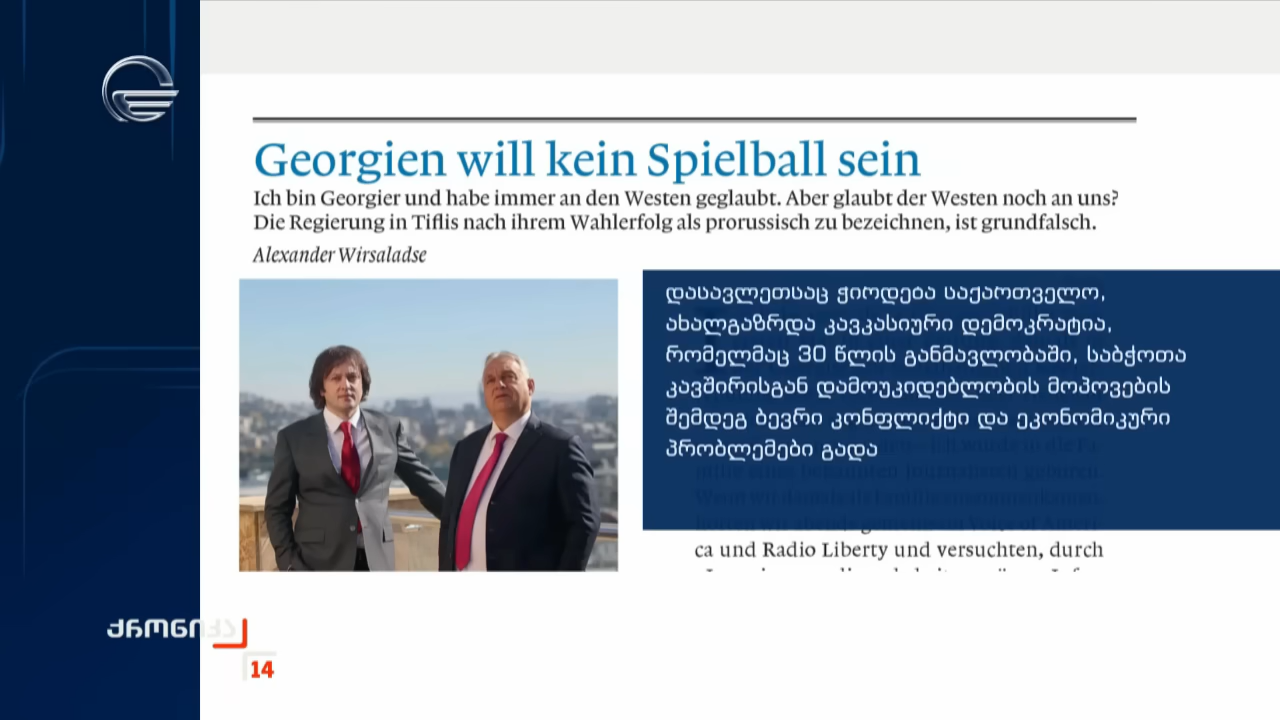 Georgien will kein Spielball sein
Ich bin Georgier und habe immer an den Westen geglaubt. Aber glaubt der Westen noch an uns?
Die Regierung in Tiflis nach ihrem Wahlerfolg als prorussisch zu bezeichnen, ist grundfalsch.
Alexander Wirsaladse
დასავლეთსაც ჭირდება საქართველო,
ახალგაზრდა კავკასიური დემოკრატია,
რომელმაც 30 წლის განმავლობაში, საბჭოთა
კავშირისგან დამოუკიდებლობის მოპოვების
შემდეგ ბევრი კონფლიქტი და ეკონომიკური
პრობლემები გადა
ca und Radio Liberty und versuchten, durch
ქრონიკა
14